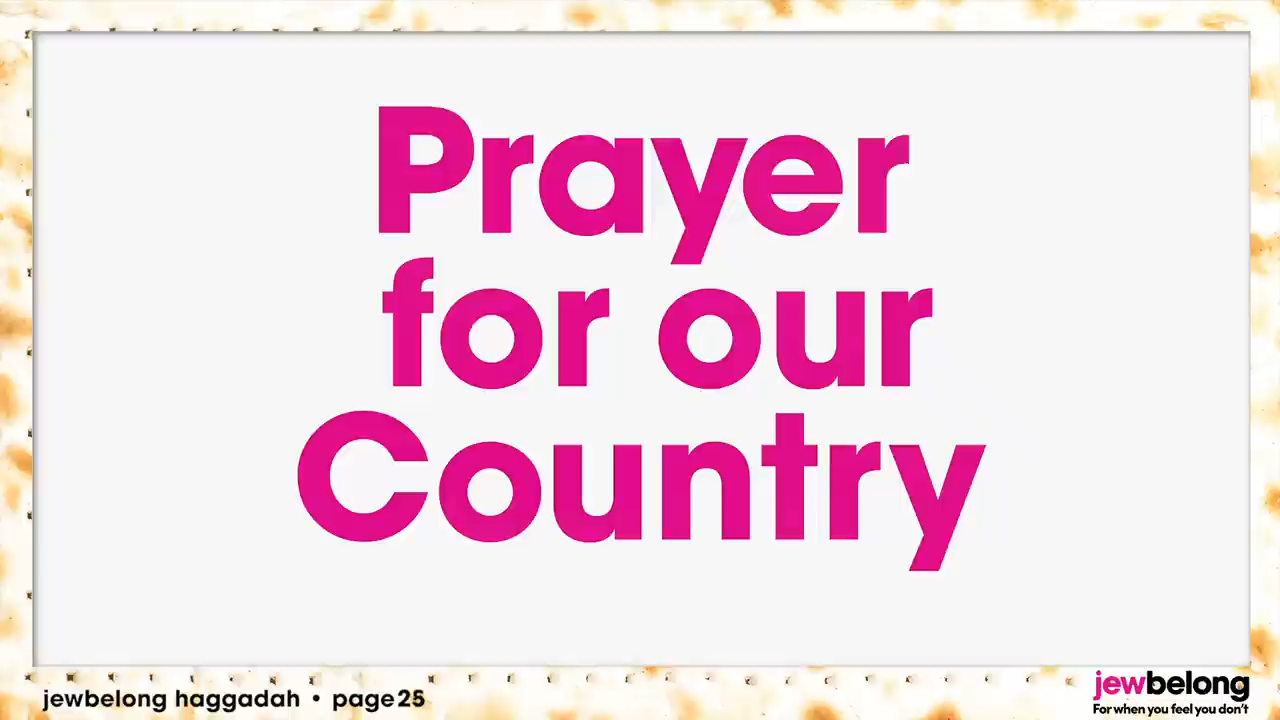 Prayer
for our
Country
jewbelong haggadah • page 25
jewbelong
For when you feel you don't